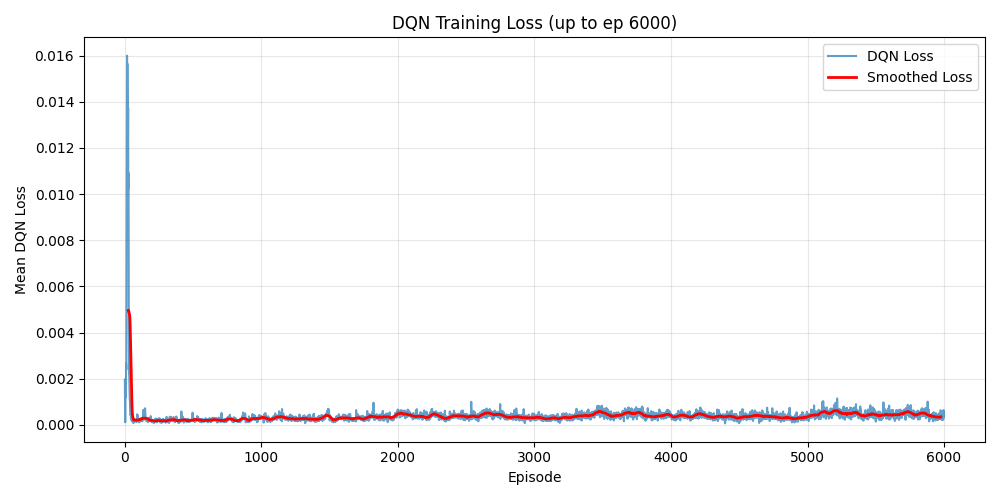 DQN Training Loss (up to ep 6000)
DQN Loss
Smoothed Loss
Mean DQN Loss
0.016
0.014
0.012
0.010
0.008
0.006
0.004
0.002
0.000
0 1000 2000 3000 4000 5000 6000
Episode